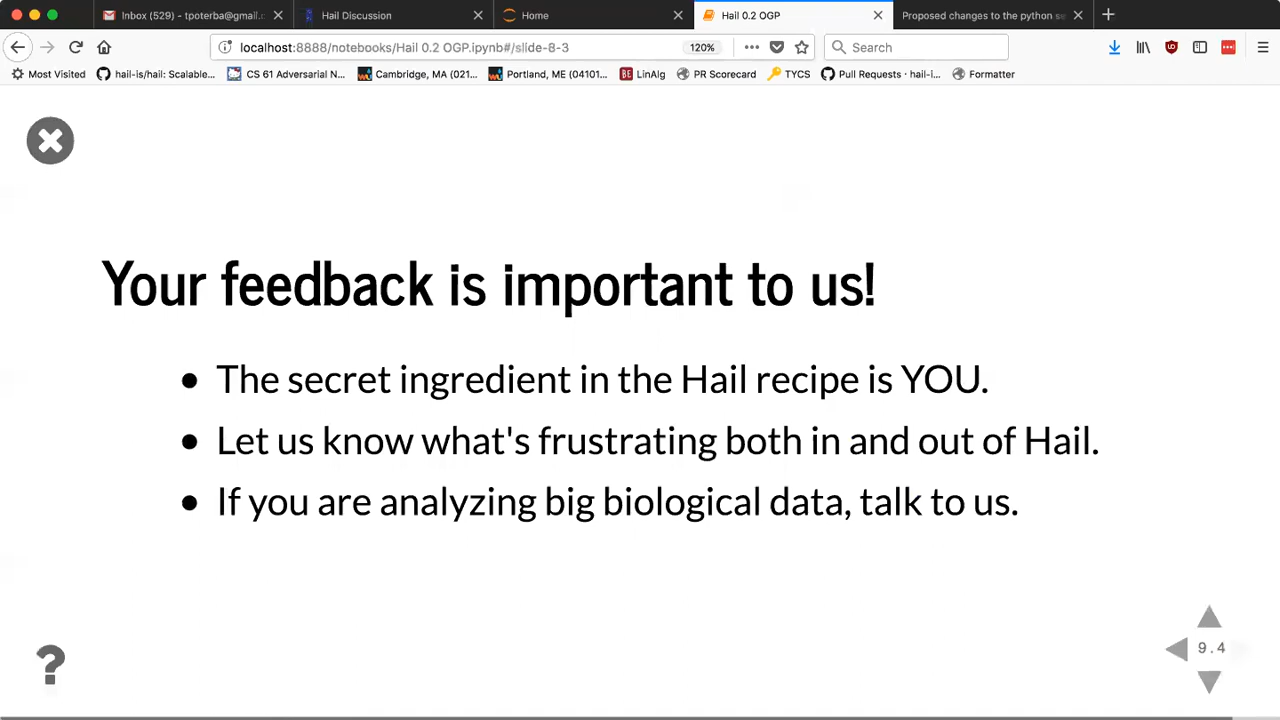 Inbox (529) - tpoterba@gmail.c
Hail Discussion
Home
Hail 0.2 OGP
Proposed changes to the python se
localhost:8888/notebooks/Hail 0.2 OGP.ipynb#/slide-8-3
120%
Search
Most Visited
hail-is/hail: Scalable...
CS 61 Adversarial N...
Cambridge, MA (021...
Portland, ME (04101...
BE LinAlg
PR Scorecard
TYCS
Pull Requests · hail-i...
Formatter
Your feedback is important to us!
• The secret ingredient in the Hail recipe is YOU.
• Let us know what's frustrating both in and out of Hail.
• If you are analyzing big biological data, talk to us.
?
9.4